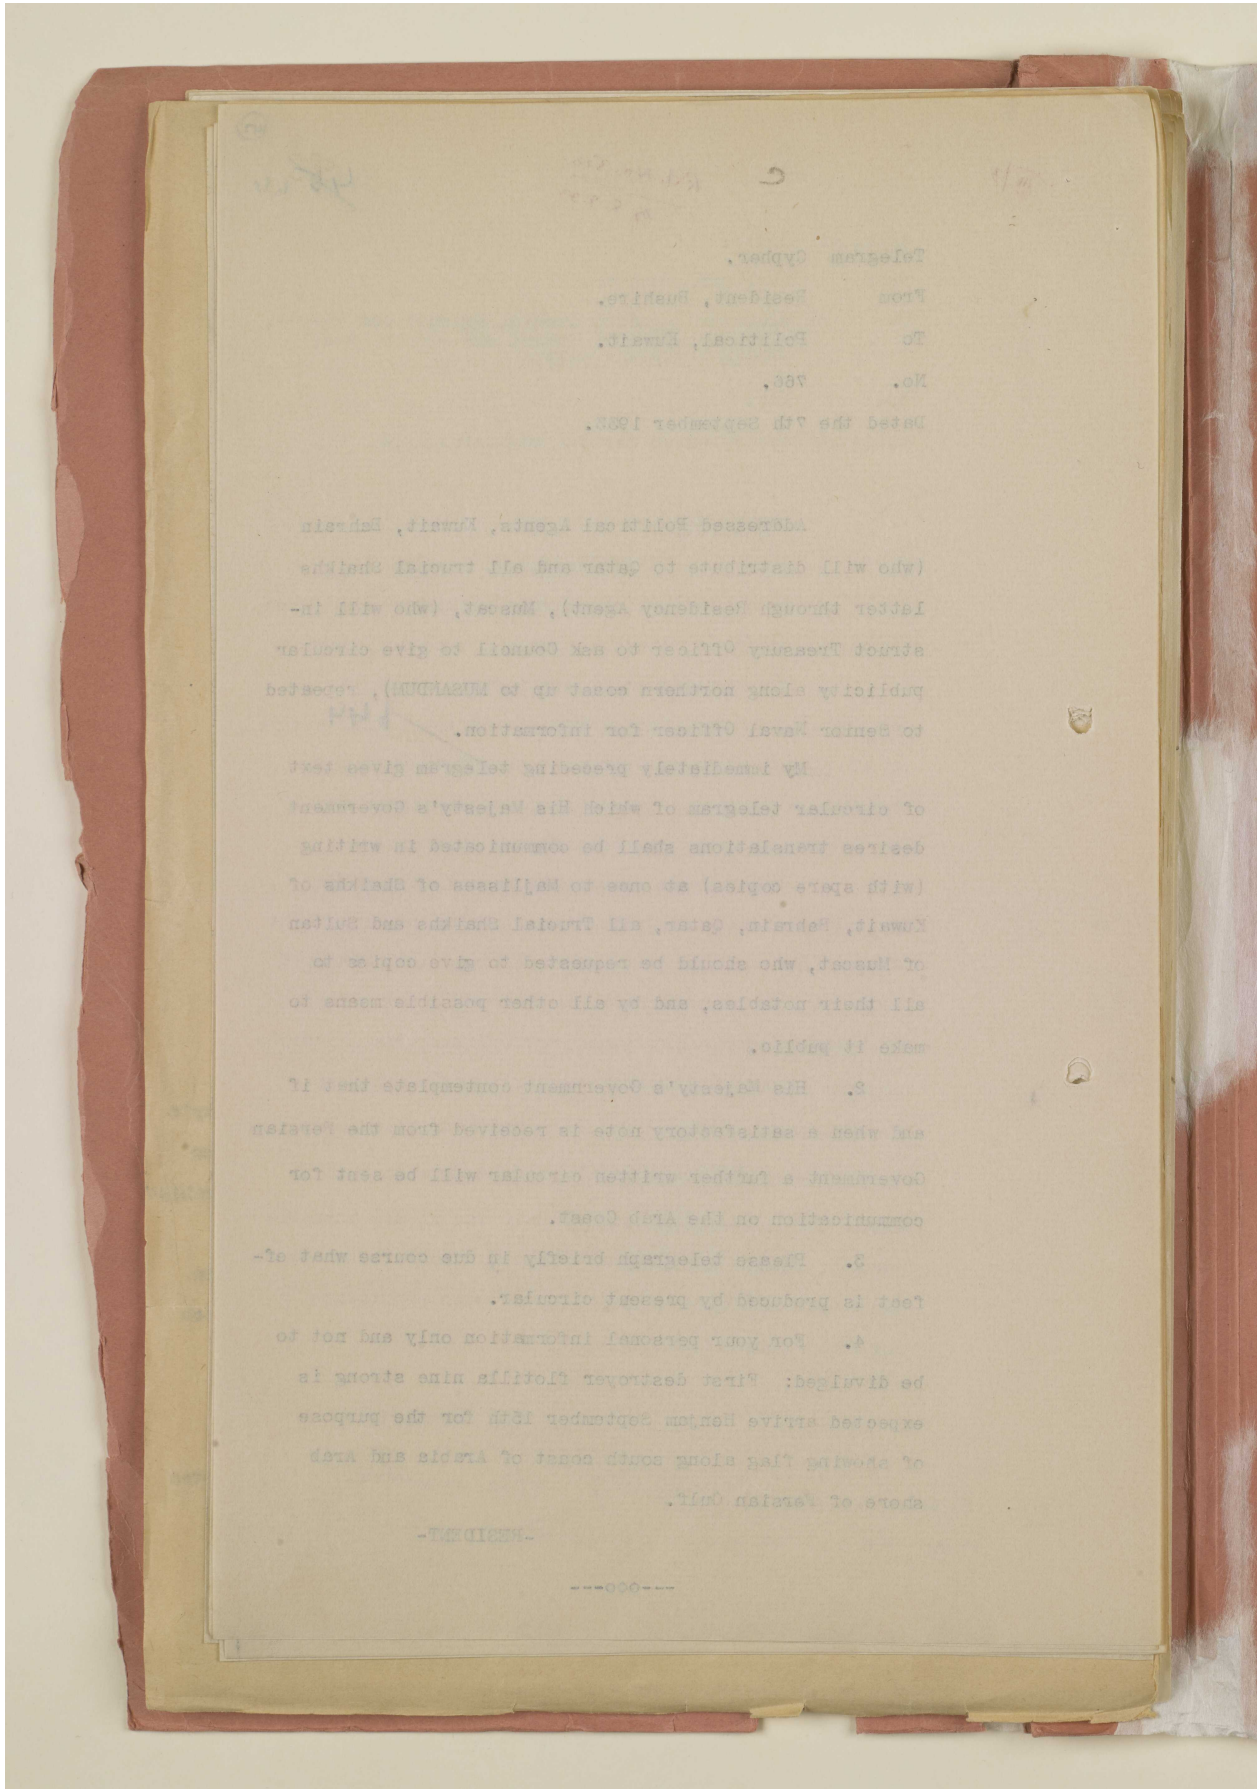 Telegram Cypher.
From Resident, Bushire.
To Political, Kuwait.
No. 766.
Dated the 7th September 1933.
Addressed Political Agents, Kuwait, Bahrain
(who will distribute to Qatar and all trucial Shaikhs
latter through Residency Agent), Muscat, (who will in-
struct Treasury Officer to ask Council to give circular
publicity along northern coast up to MUSANDUM), repeated
to Senior Naval Officer for information.
My immediately preceding telegram gives text
of circular telegram of which His Majesty's Government
desires translations shall be communicated in writing
(with spare copies) at once to Majlisses of Shaikhs of
Kuwait, Bahrain, Qatar, all Trucial Shaikhs and Sultan
of Muscat, who should be requested to give copies to
all their notables, and by all other possible means to
make it public.
2. His Majesty's Government contemplate that if
and when a satisfactory note is received from the Persian
Government a further written circular will be sent for
communication on the Arab Coast.
3. Please telegraph briefly in due course what ef-
fect is produced by present circular.
4. For your personal information only and not to
be divulged: First destroyer flotilla nine strong is
expected arrive Henjam September 15th for the purpose
of showing flag along south coast of Arabia and Arab
shore of Persian Gulf.
-RESIDENT-
---ooo---